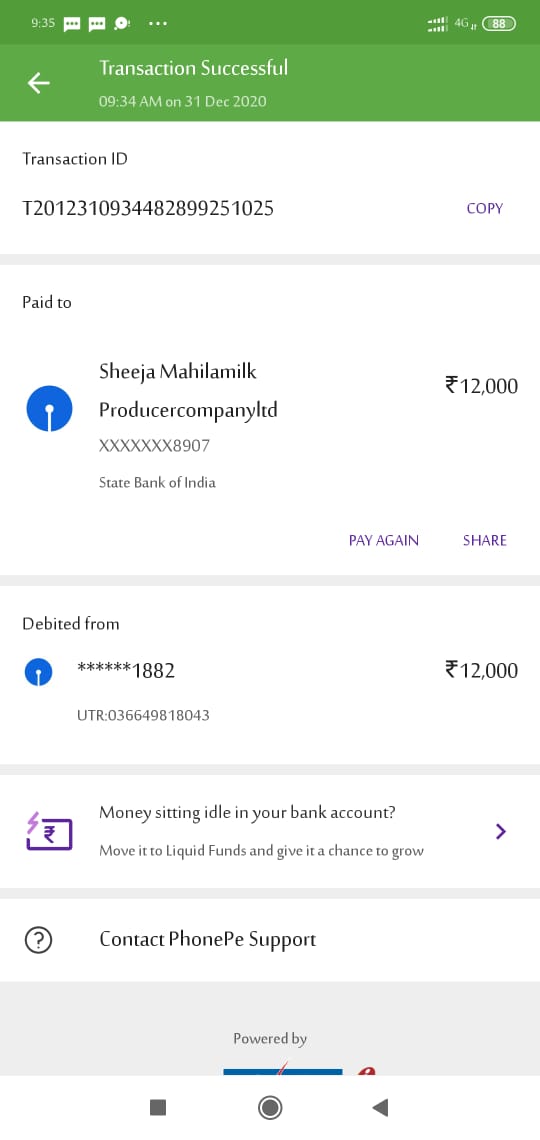 9:35
4G
88
Transaction Successful
09:34 AM on 31 Dec 2020
Transaction ID
T2012310934482899251025
COPY
Paid to
Sheeja Mahilamilk
Producercompanyltd
₹12,000
XXXXXXX8907
State Bank of India
PAY AGAIN
SHARE
Debited from
******1882
₹12,000
UTR:036649818043
Money sitting idle in your bank account?
Move it to Liquid Funds and give it a chance to grow
Contact PhonePe Support
Powered by